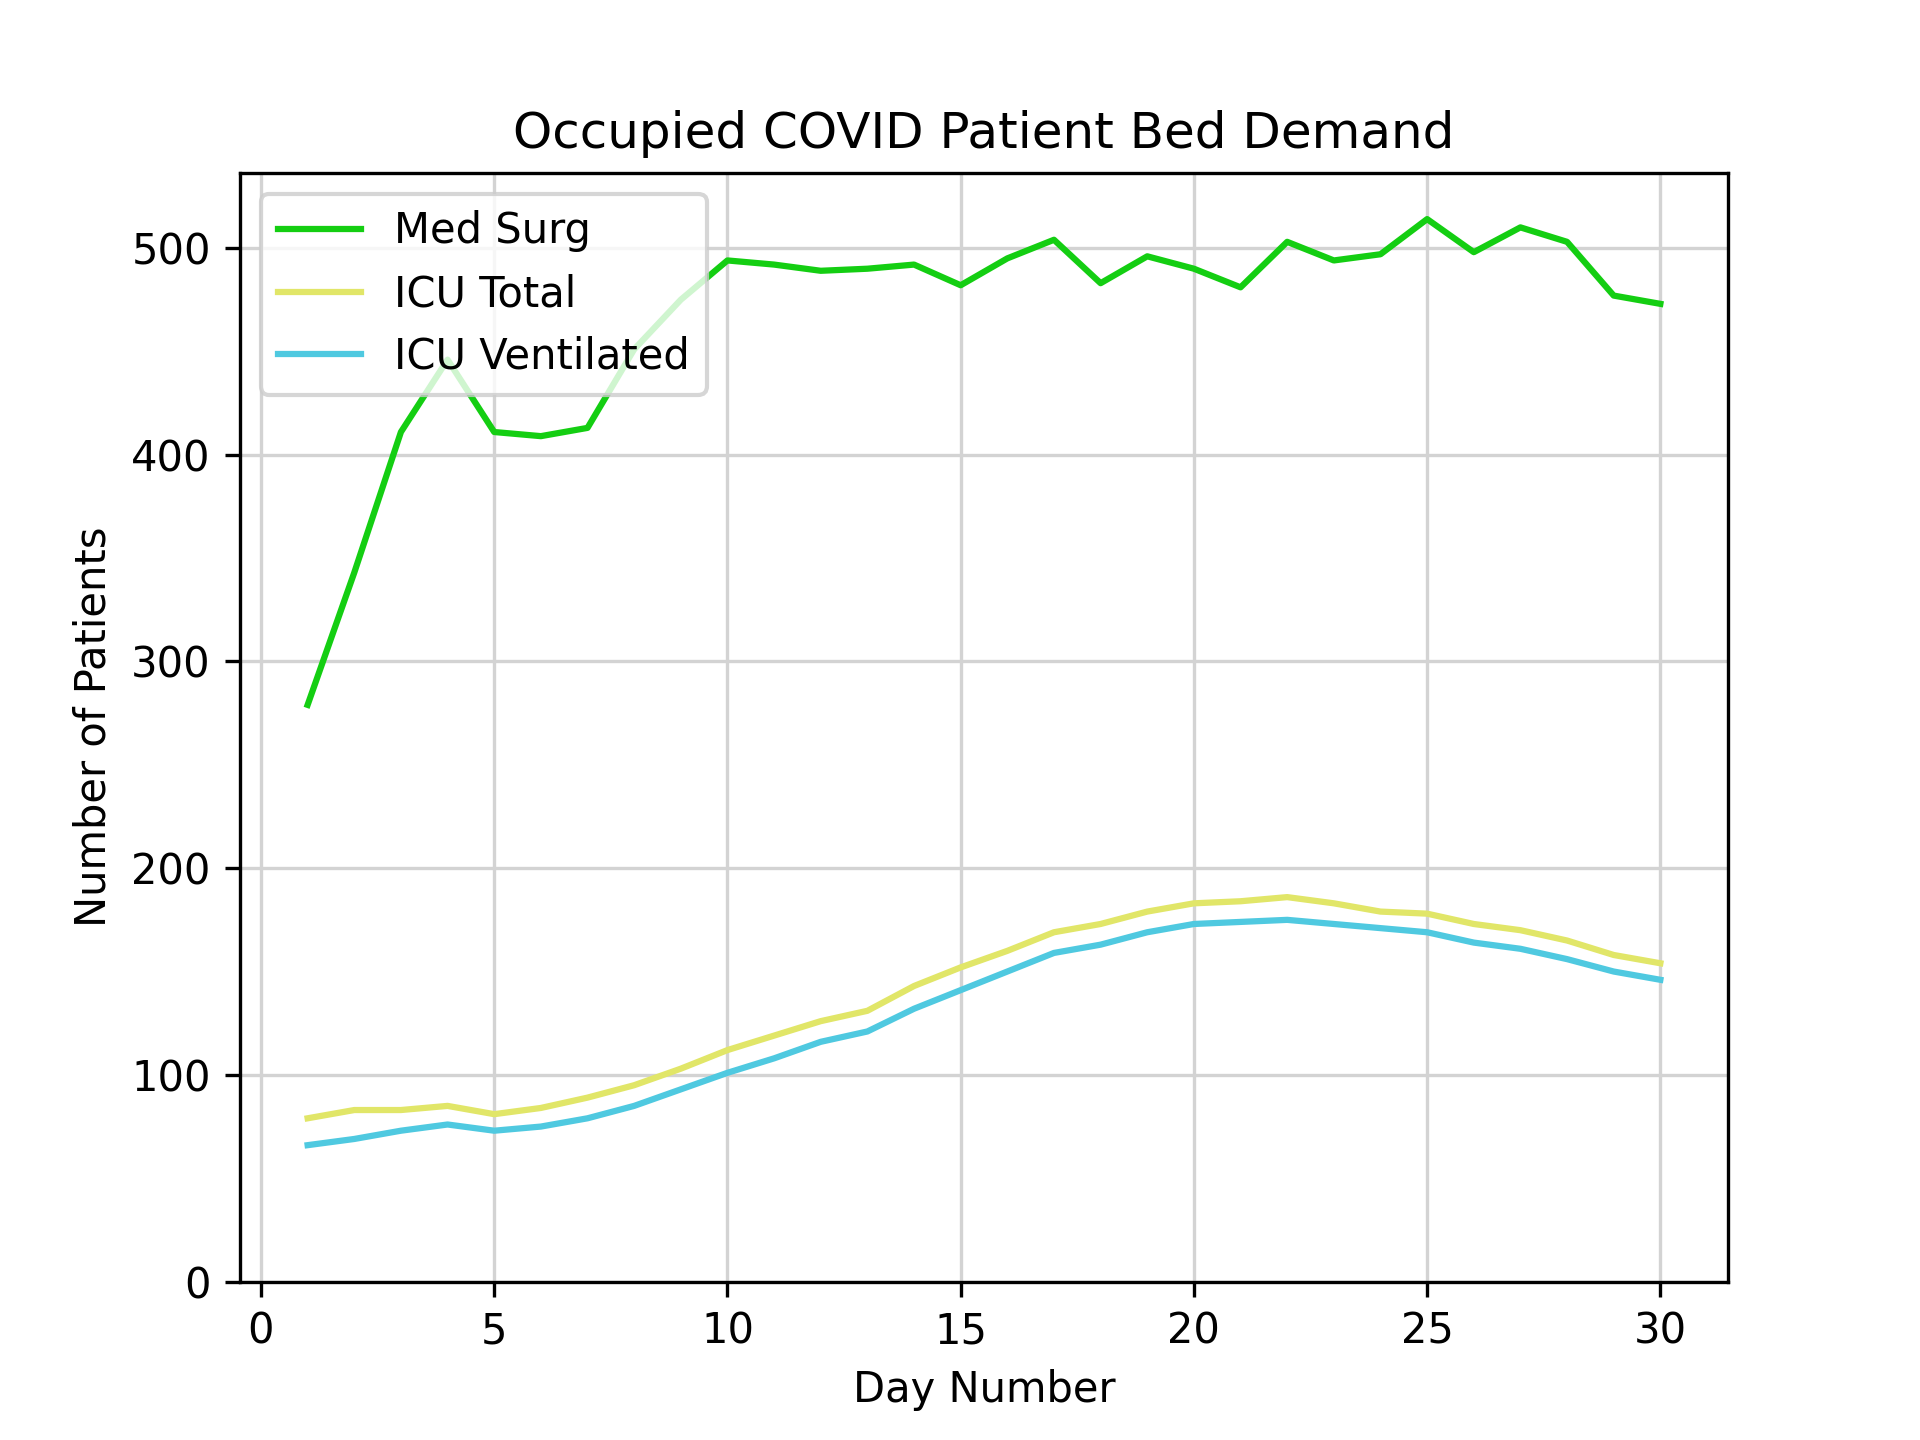 Occupied COVID Patient Bed Demand
Med Surg
ICU Total
ICU Ventilated
500
400
300
200
100
0
Number of Patients
0 5 10 15 20 25 30
Day Number